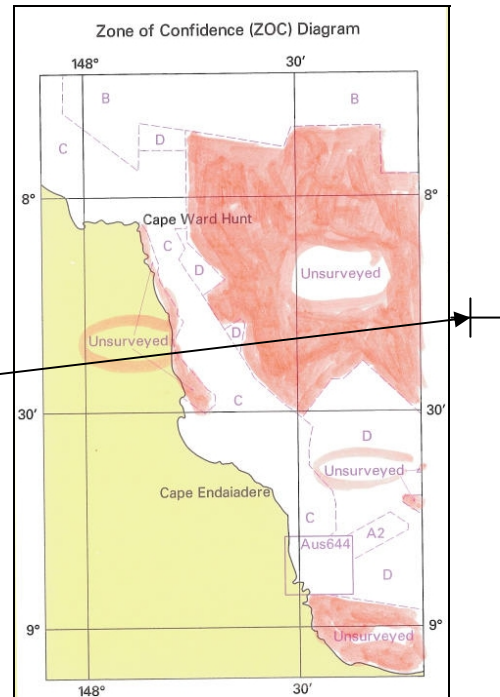 Zone of Confidence (ZOC) Diagram
148° 30′
B B
D
C
8° 8°
Cape Ward Hunt
C
D
Unsurveyed
D
Unsurveyed
C
30′ 30′
D
Unsurveyed
Cape Endaiadere
C
A2
Aus644
D
9° 9°
Unsurveyed
148° 30′